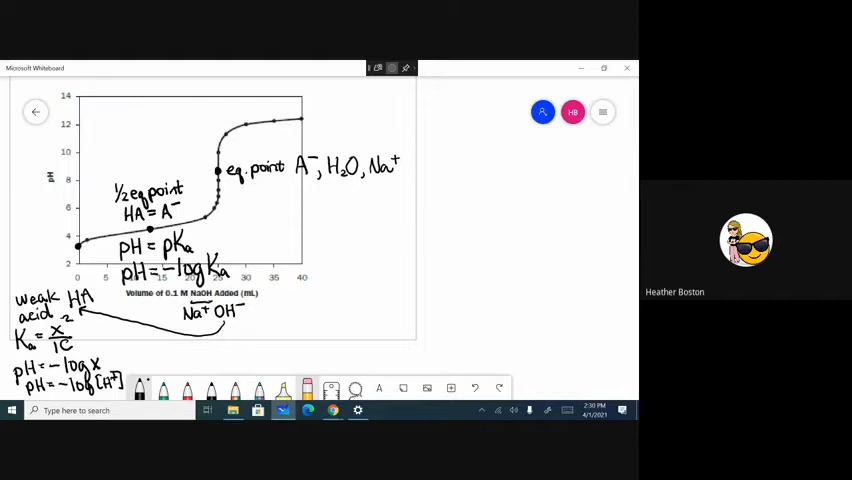 Microsoft Whiteboard
HB
14
12
10
8
6
4
2
pH
eq. point A⁻, H₂O, Na⁺
1/2 eq point
HA = A⁻
pH = pKa
pH = -log Ka
0 5 10 15 20 25 30 35 40
Volume of 0.1 M NaOH Added (mL)
Na⁺ OH⁻
weak HA
acid
Ka = x²/IC
pH = -log x
pH = -log [H⁺]
Heather Boston
A
Type here to search
2:30 PM
4/1/2021